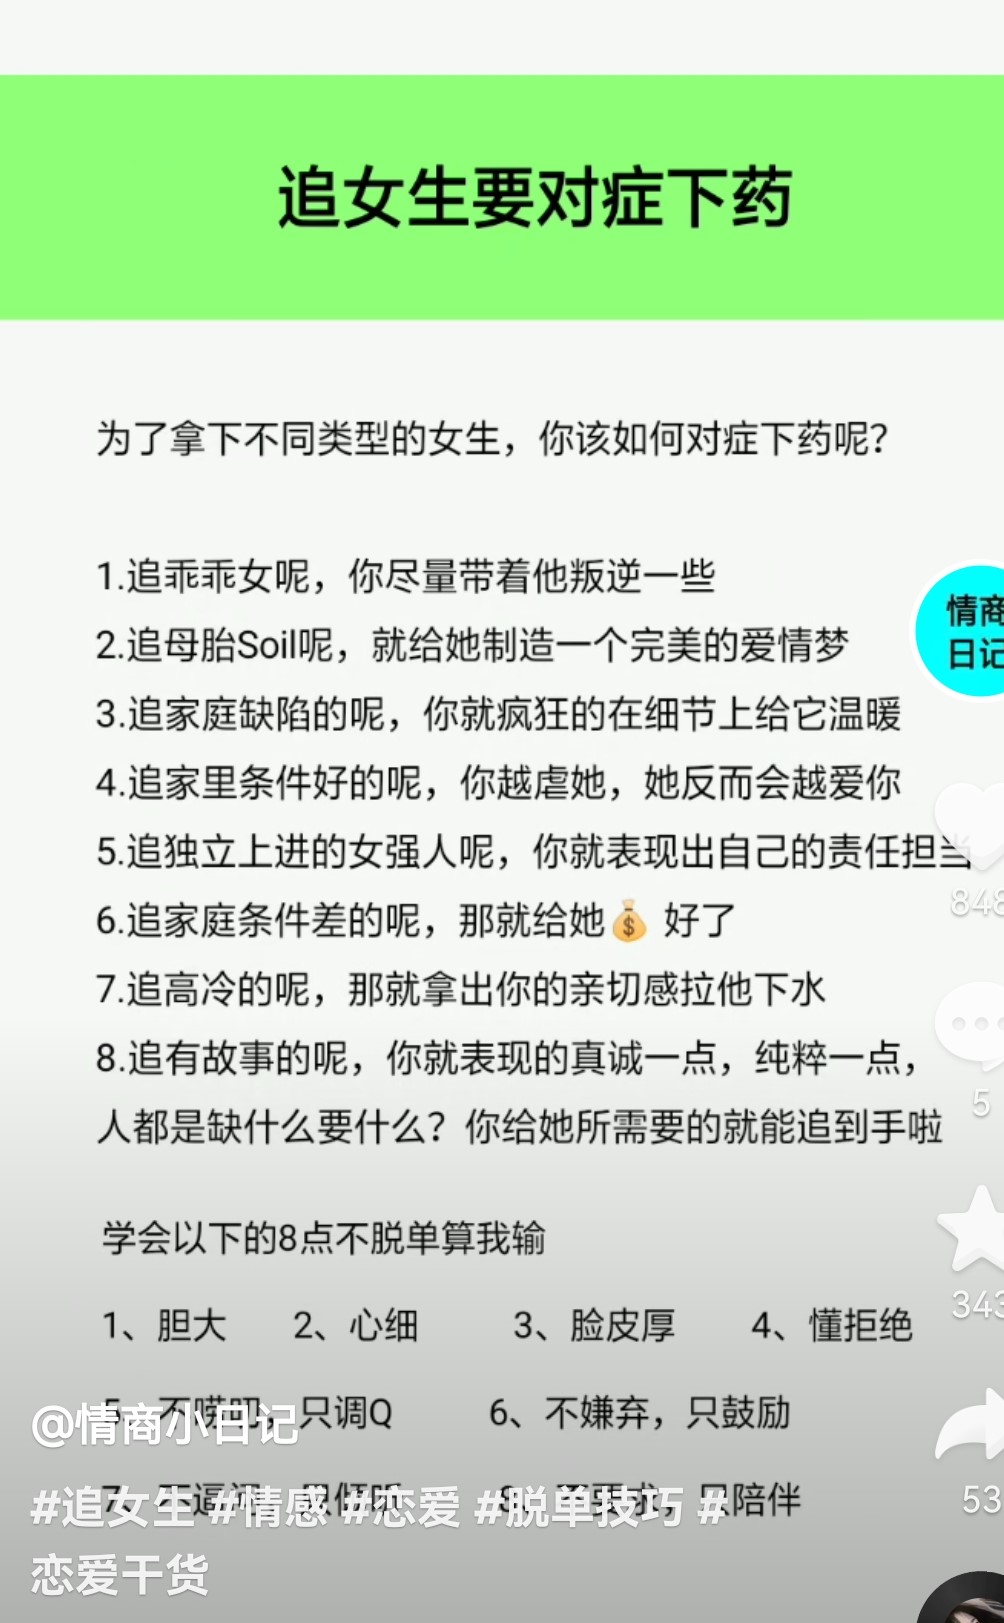 追女生要对症下药
为了拿下不同类型的女生，你该如何对症下药呢？
1.追乖乖女呢，你尽量带着他叛逆一些
2.追母胎Soil呢，就给她制造一个完美的爱情梦
3.追家庭缺陷的呢，你就疯狂的在细节上给它温暖
4.追家里条件好的呢，你越虐她，她反而会越爱你
5.追独立上进的女强人呢，你就表现出自己的责任担当
6.追家庭条件差的呢，那就给她💰 好了
7.追高冷的呢，那就拿出你的亲切感拉他下水
8.追有故事的呢，你就表现的真诚一点，纯粹一点，
人都是缺什么要什么？你给她所需要的就能追到手啦
情商
日记
848
5
343
53
学会以下的8点不脱单算我输
1、胆大 2、心细 3、脸皮厚 4、懂拒绝
只调Q 6、不嫌弃，只鼓励
陪伴
@情商小日记
#追女生 #情感 #恋爱 #脱单技巧 #
恋爱干货